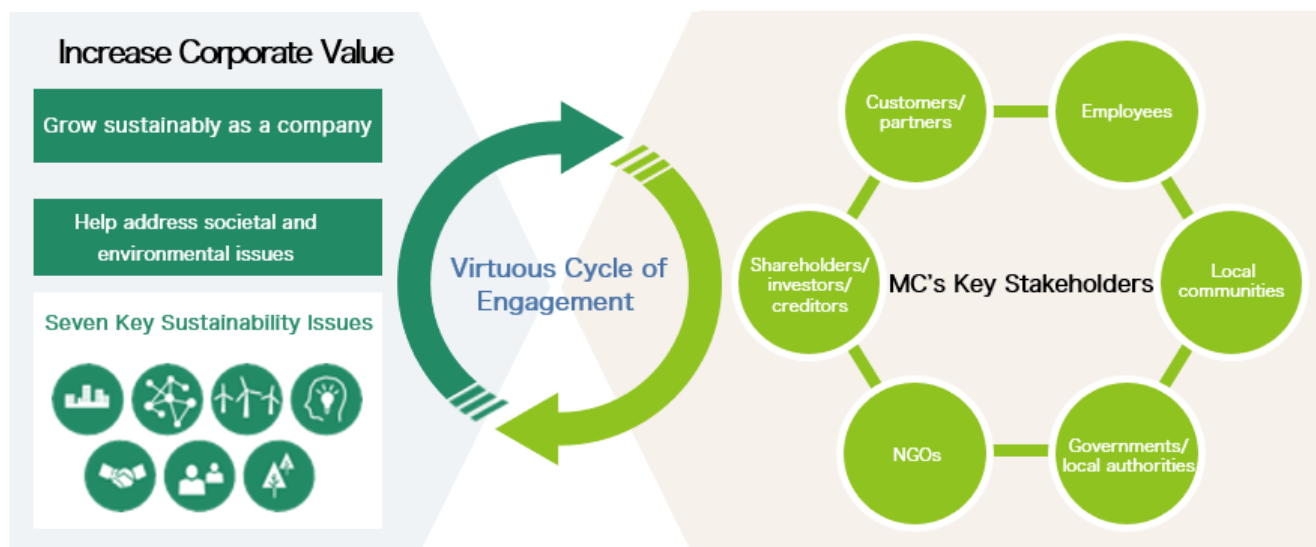 Increase Corporate Value
Grow sustainably as a company
Help address societal and
environmental issues
Seven Key Sustainability Issues
Virtuous Cycle of
Engagement
Customers/
partners
Employees
Shareholders/
investors/
creditors
MC's Key Stakeholders
Local
communities
NGOs
Governments/
local authorities